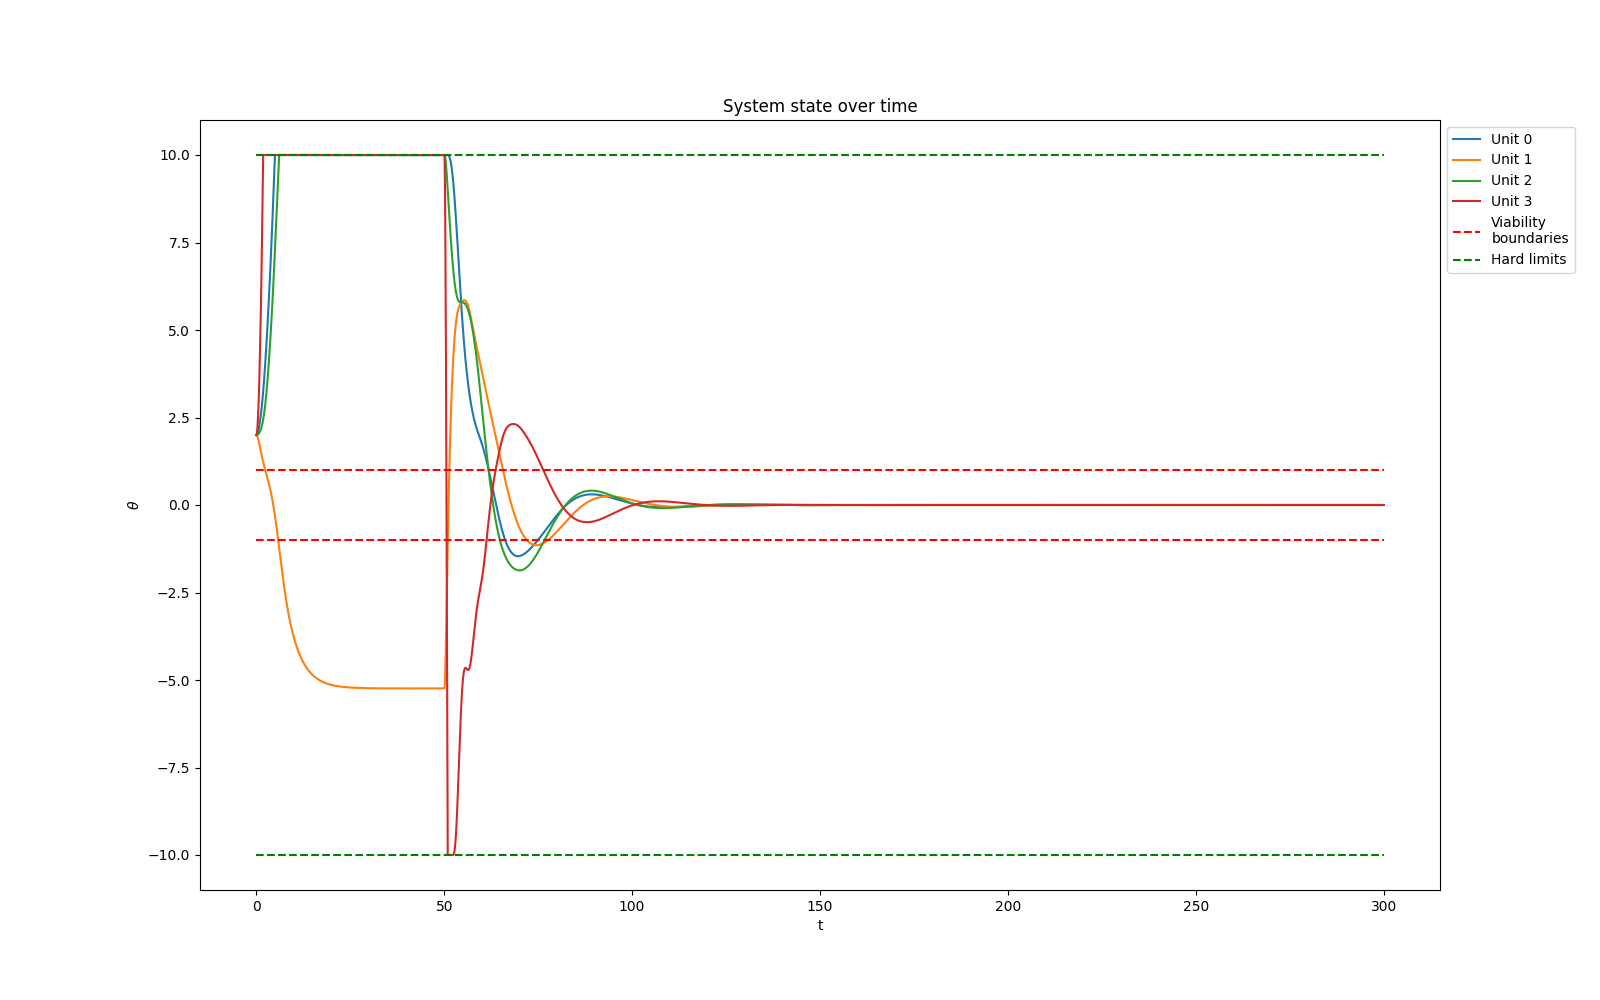 System state over time
10.0
7.5
5.0
2.5
0.0
−2.5
−5.0
−7.5
−10.0
θ
0
50
100
150
200
250
300
t
Unit 0
Unit 1
Unit 2
Unit 3
Viability
boundaries
Hard limits